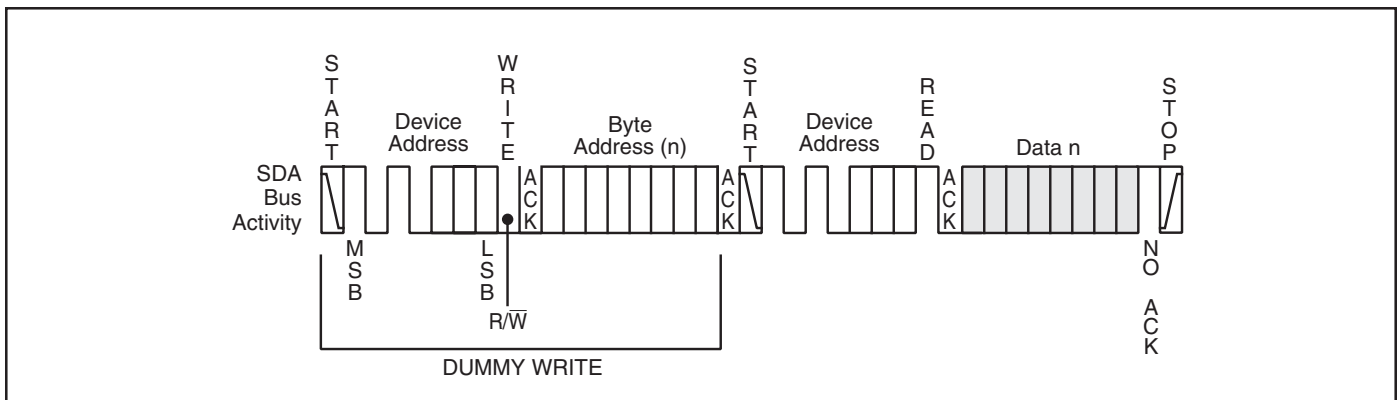 START
WRITE
START
READ
STOP
Device
Address
Byte
Address (n)
Device
Address
Data n
SDA
Bus
Activity
ACK
ACK
ACK
MSB
LSB
R/W̅
NO ACK
DUMMY WRITE